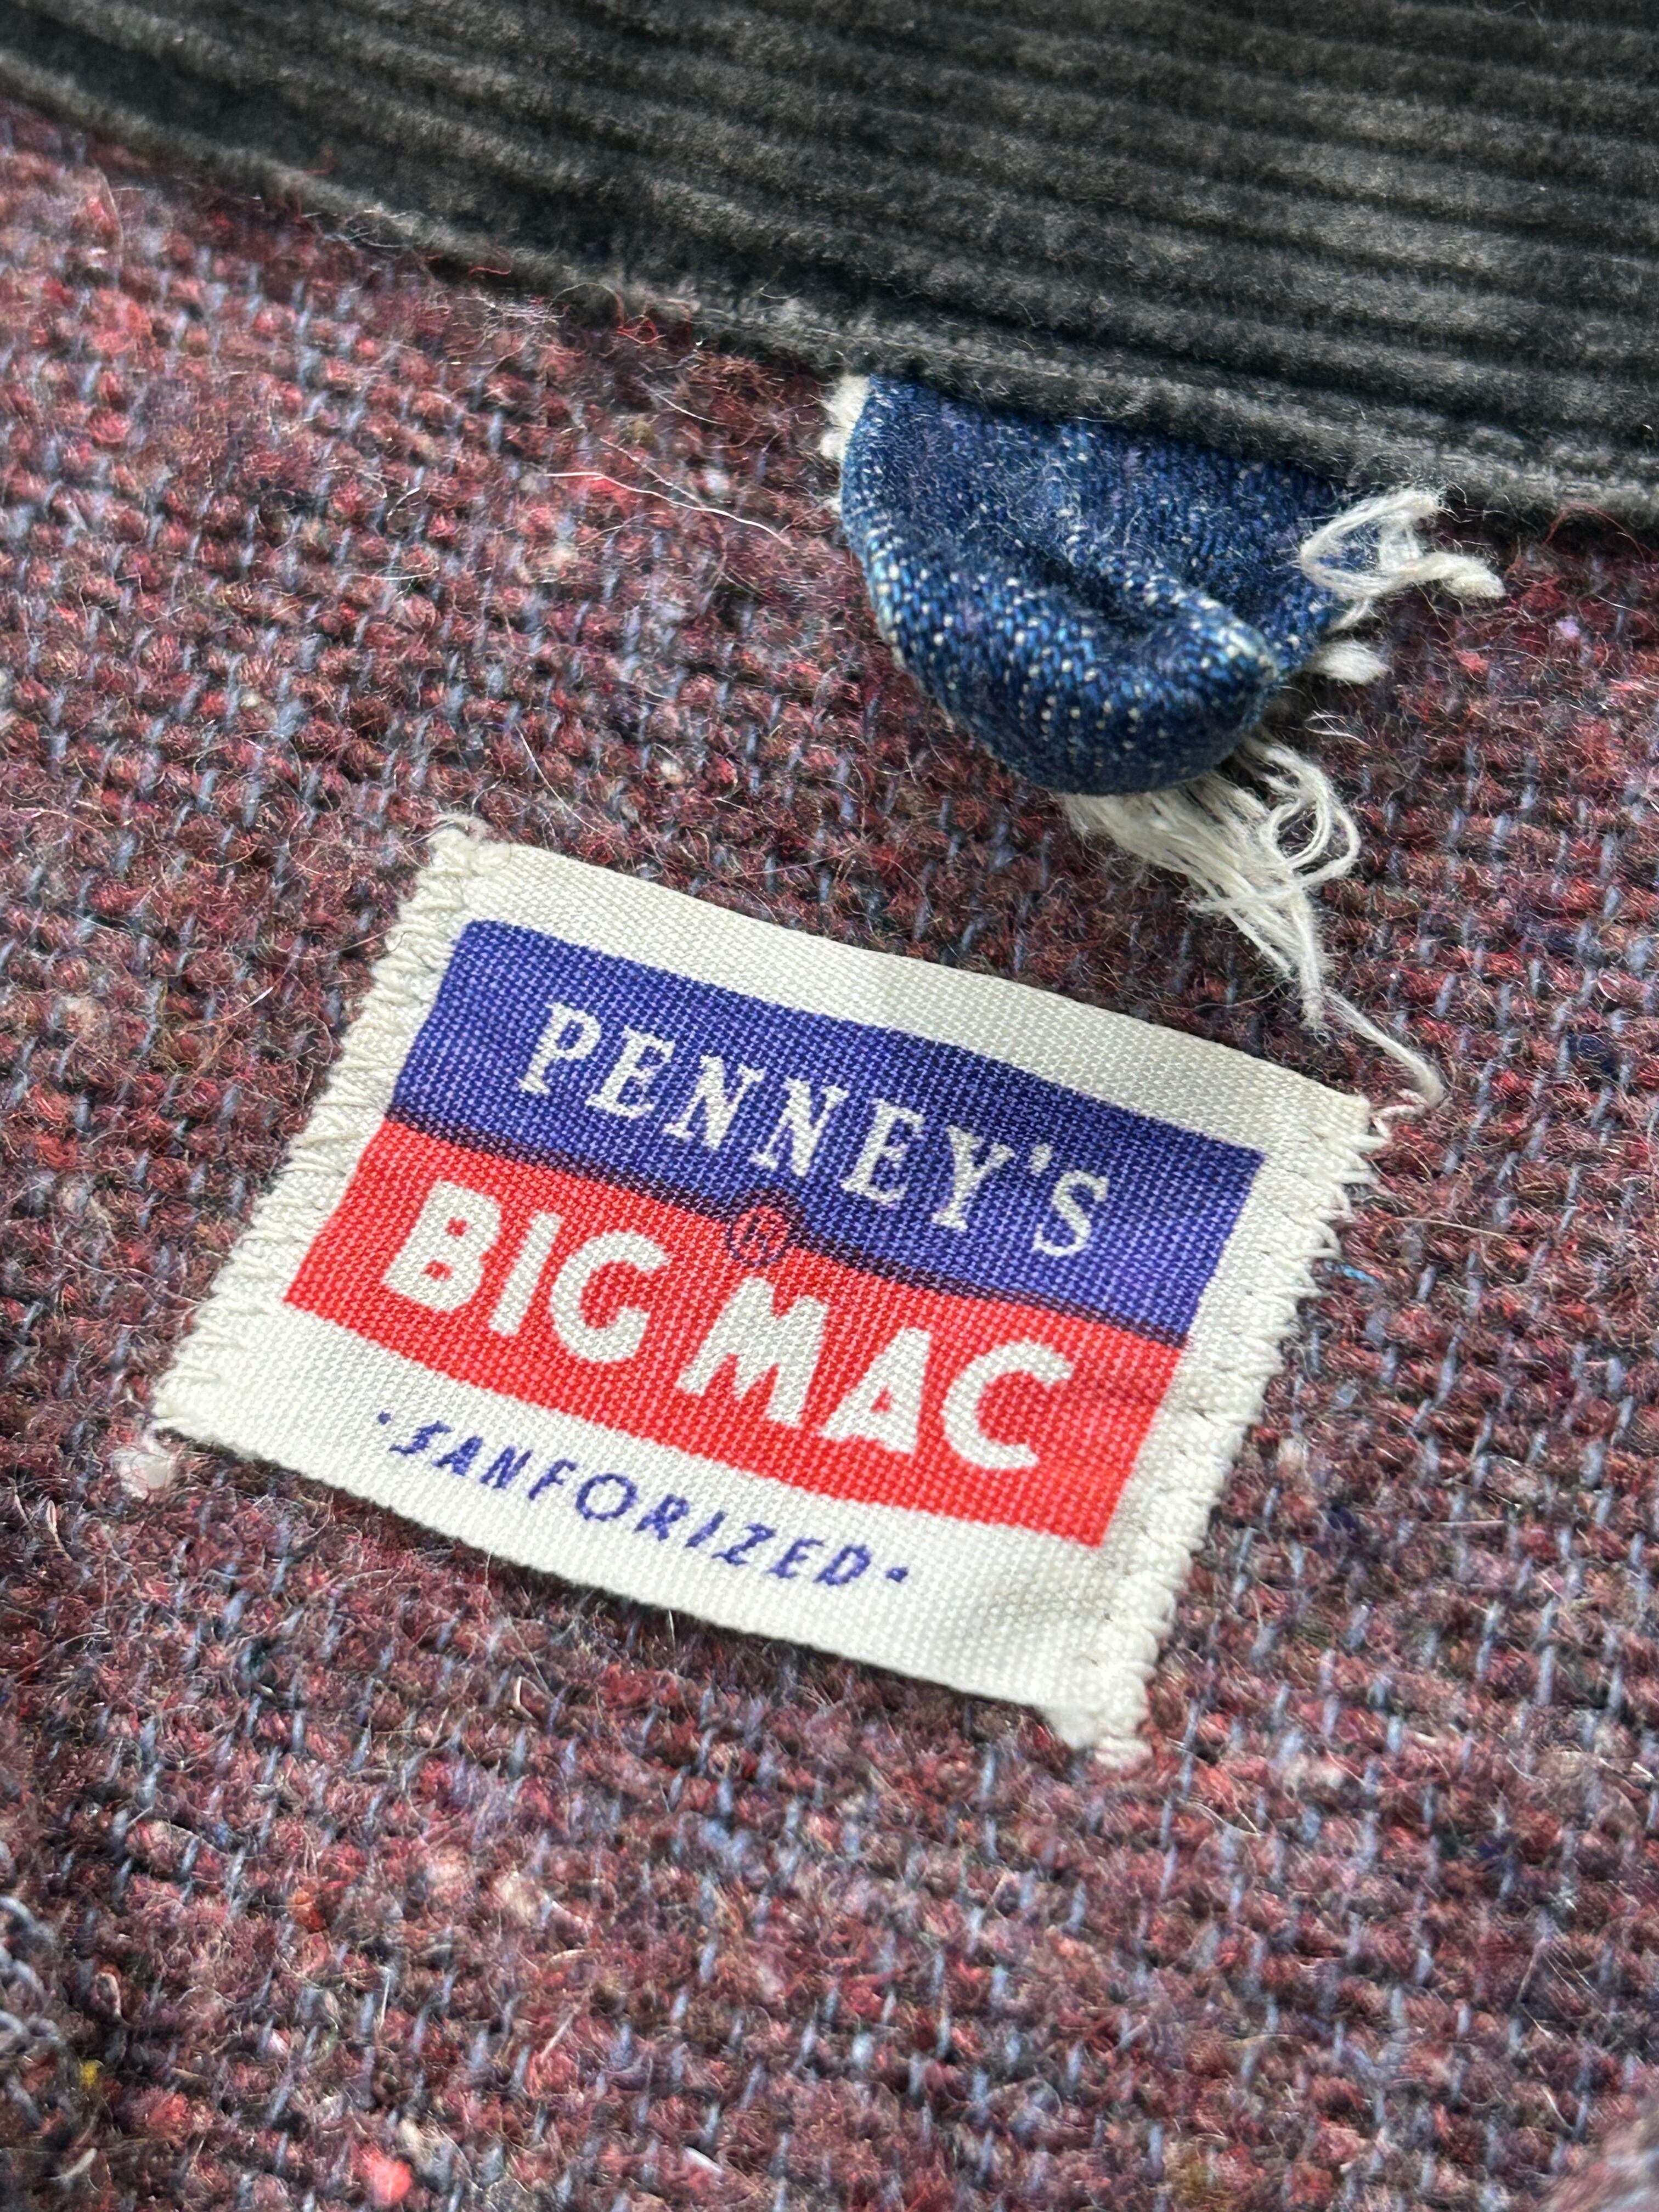 PENNEY'S
®
BIG MAC
·SANFORIZED·